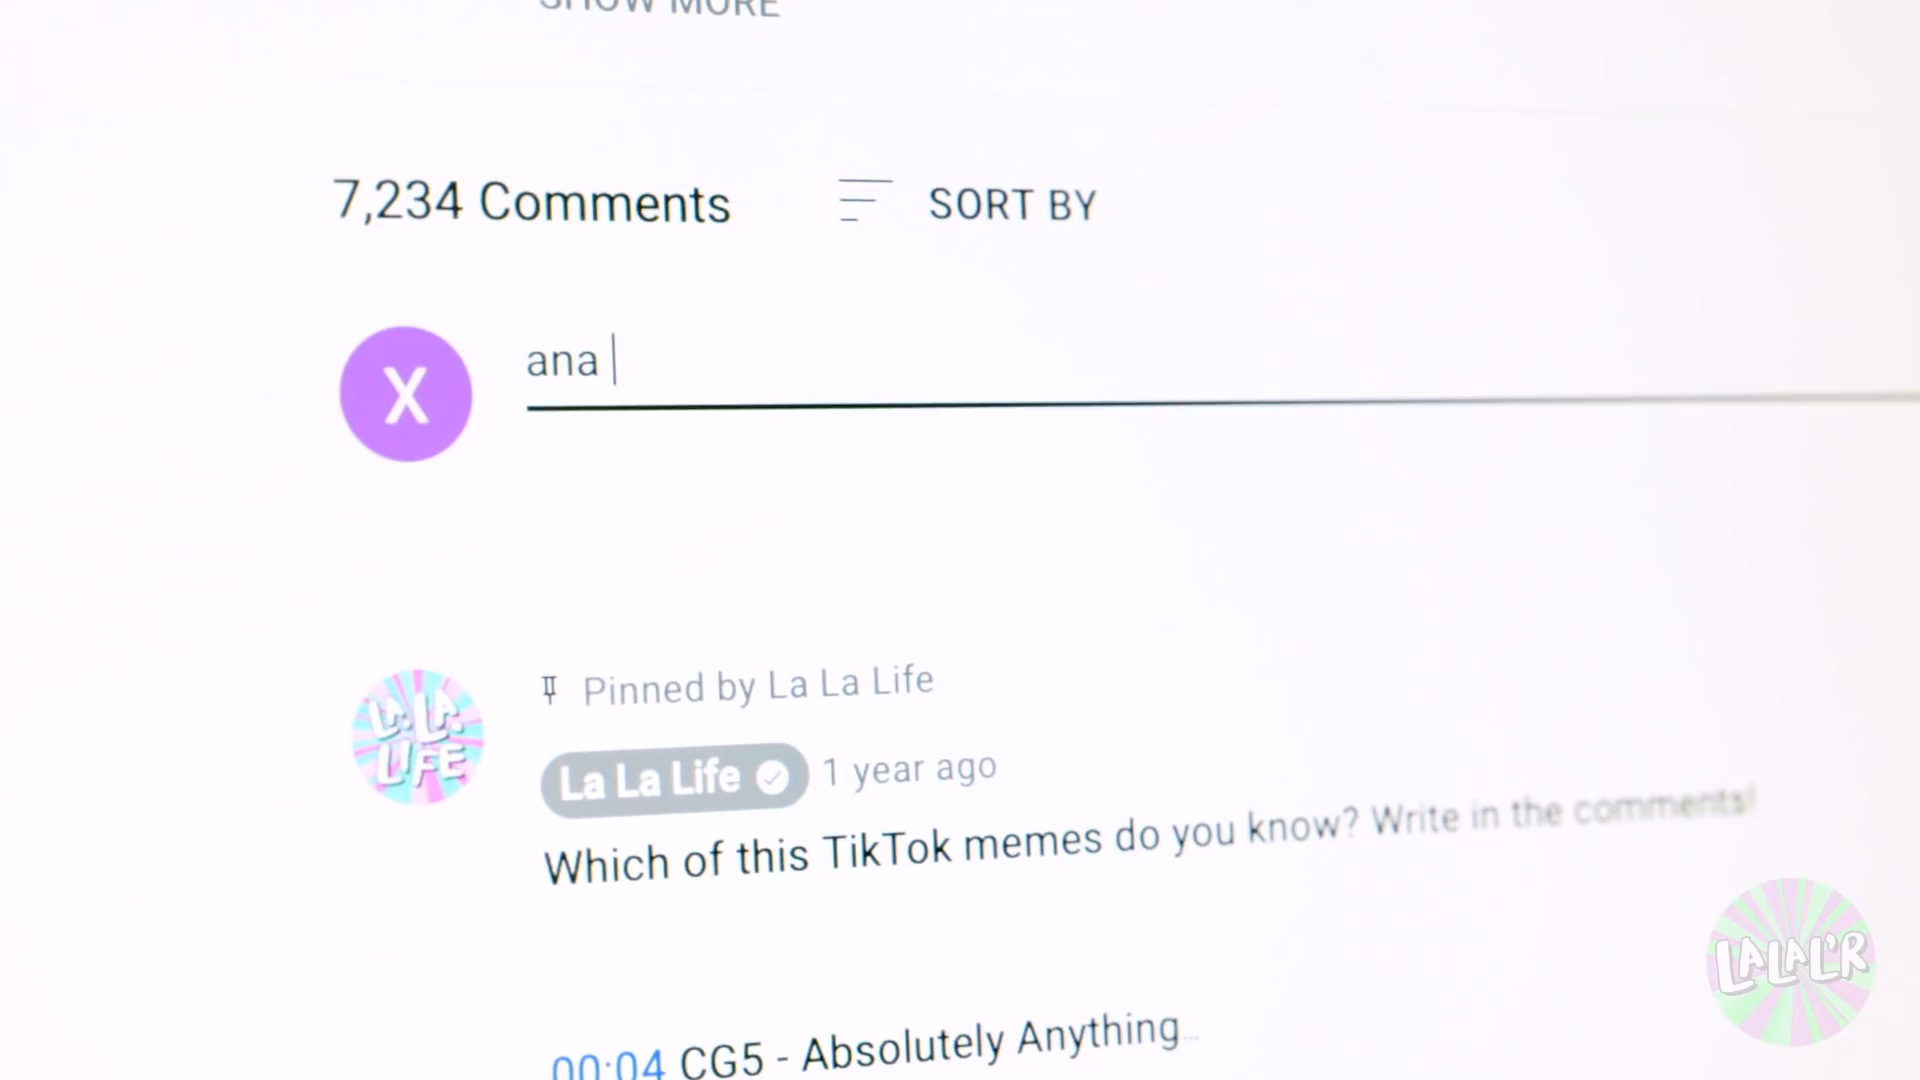 SHOW MORE
7,234 Comments
SORT BY
X
ana
LA LA
LIFE
Pinned by La La Life
La La Life 1 year ago
Which of this TikTok memes do you know? Write in the comments!
00:04 CG5 - Absolutely Anything
LALAL'R